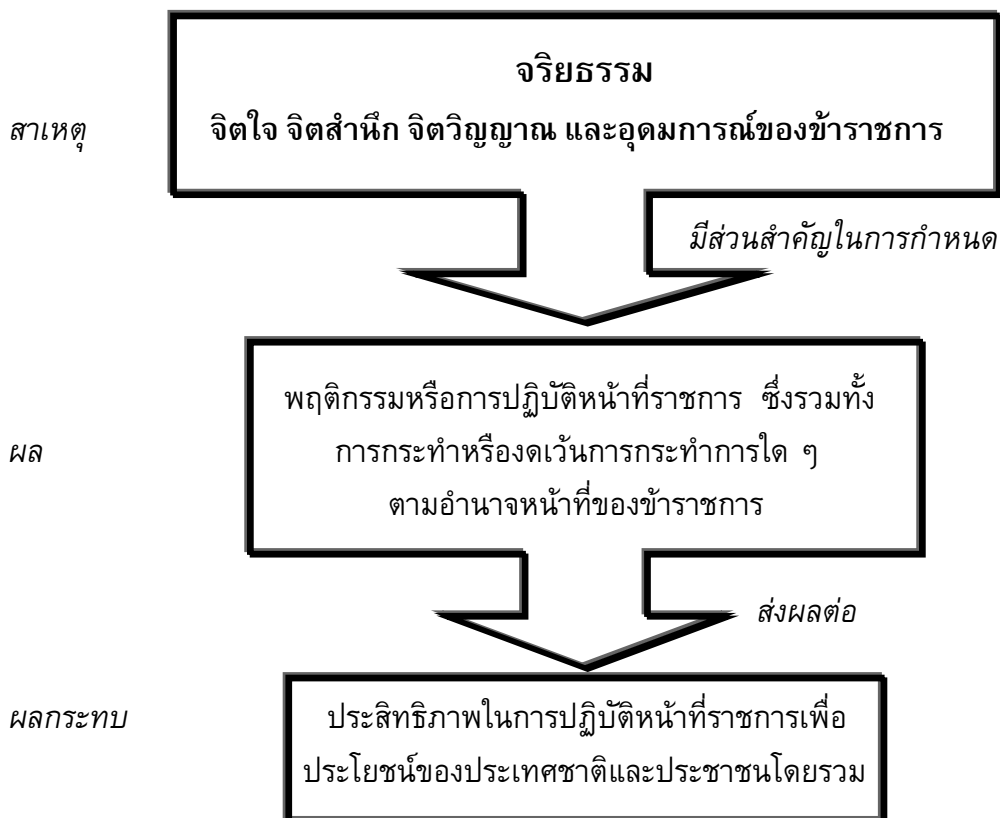 จริยธรรม
สาเหตุ
จิตใจ จิตสำนึก จิตวิญญาณ และอุดมการณ์ของข้าราชการ
มีส่วนสำคัญในการกำหนด
พฤติกรรมหรือการปฏิบัติหน้าที่ราชการ ซึ่งรวมทั้ง
ผล
การกระทำหรืองดเว้นการกระทำการใด ๆ
ตามอำนาจหน้าที่ของข้าราชการ
ส่งผลต่อ
ผลกระทบ
ประสิทธิภาพในการปฏิบัติหน้าที่ราชการเพื่อ
ประโยชน์ของประเทศชาติและประชาชนโดยรวม